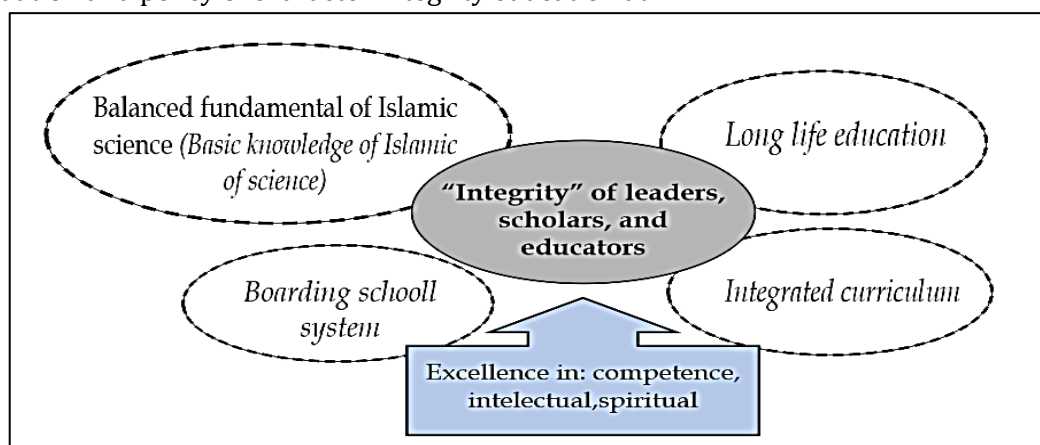 Balanced fundamental of Islamic
science (Basic knowledge of Islamic
of science)
Long life education
“Integrity” of leaders,
scholars, and
educators
Boarding schooll
system
Integrated curriculum
Excellence in: competence,
intelectual,spiritual